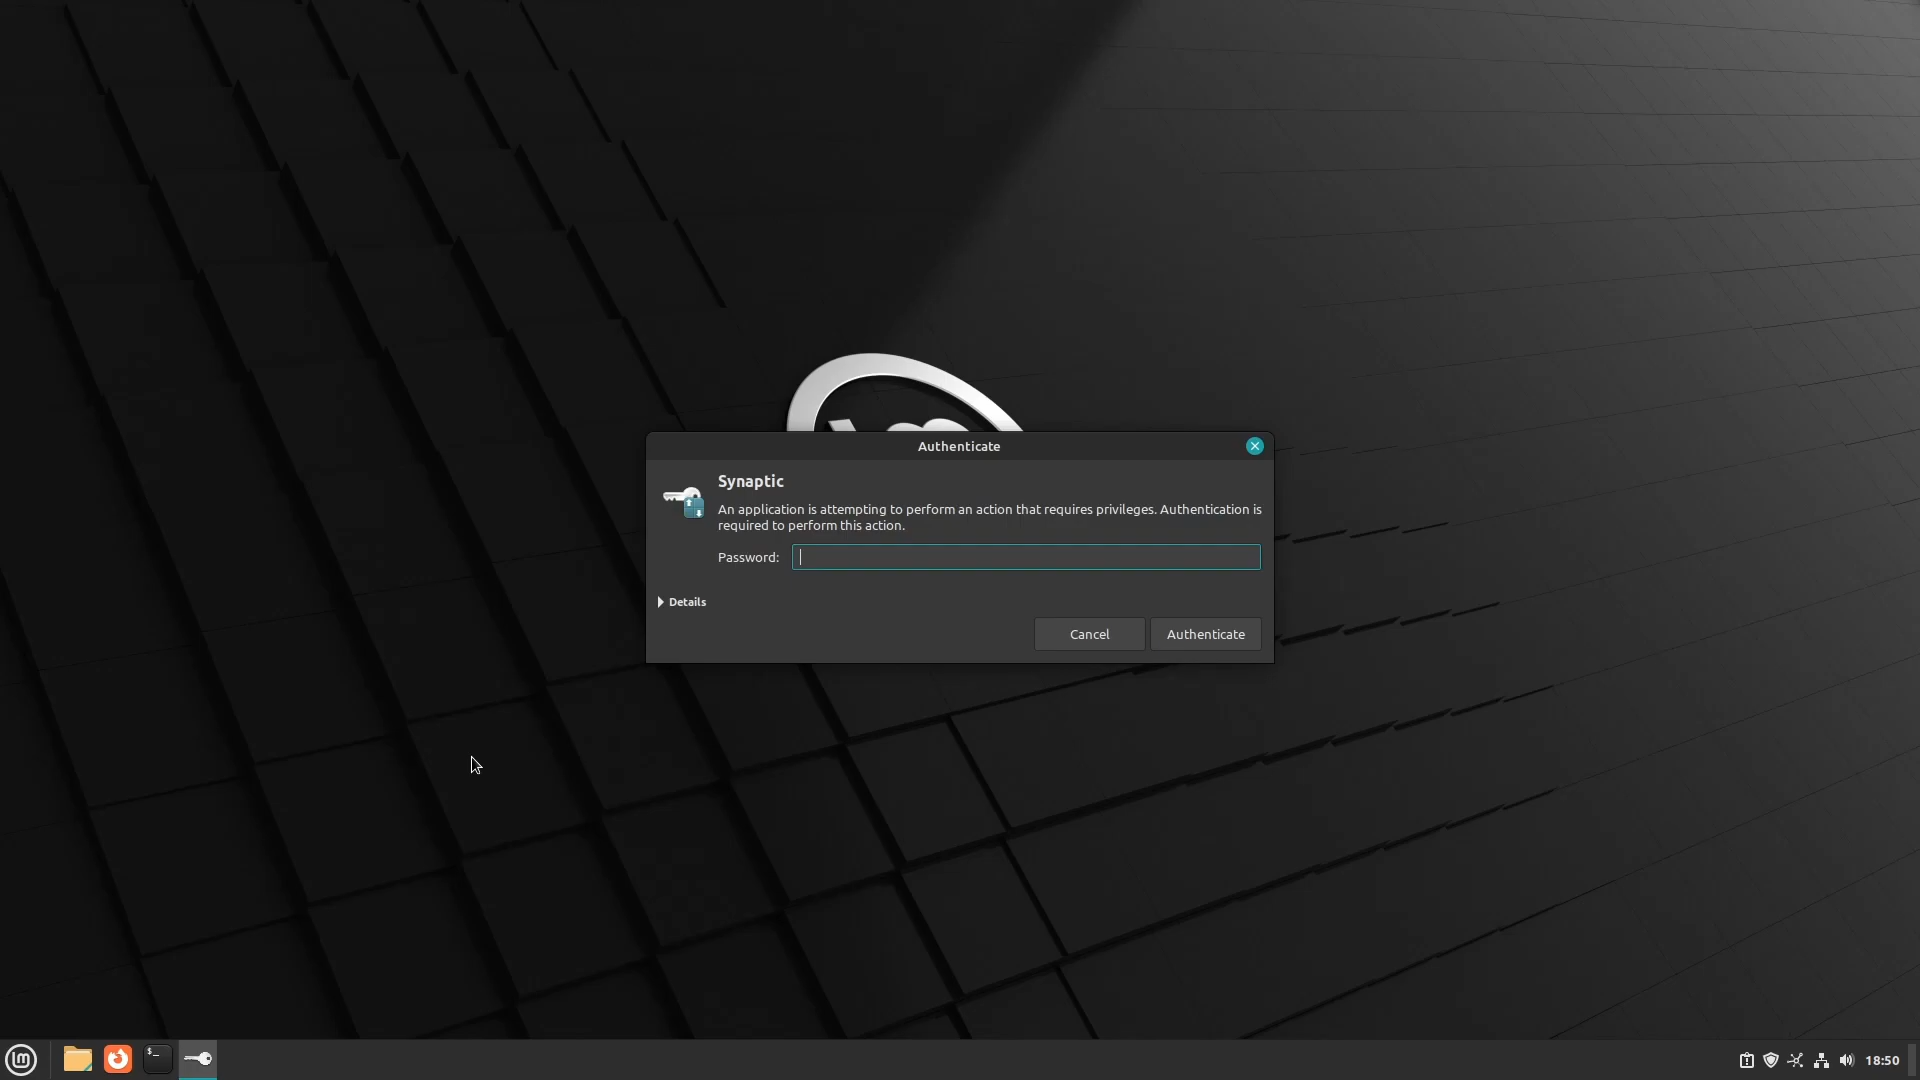 Authenticate
Synaptic
An application is attempting to perform an action that requires privileges. Authentication is
required to perform this action.
Password:
Details
Cancel
Authenticate
$_
18:50